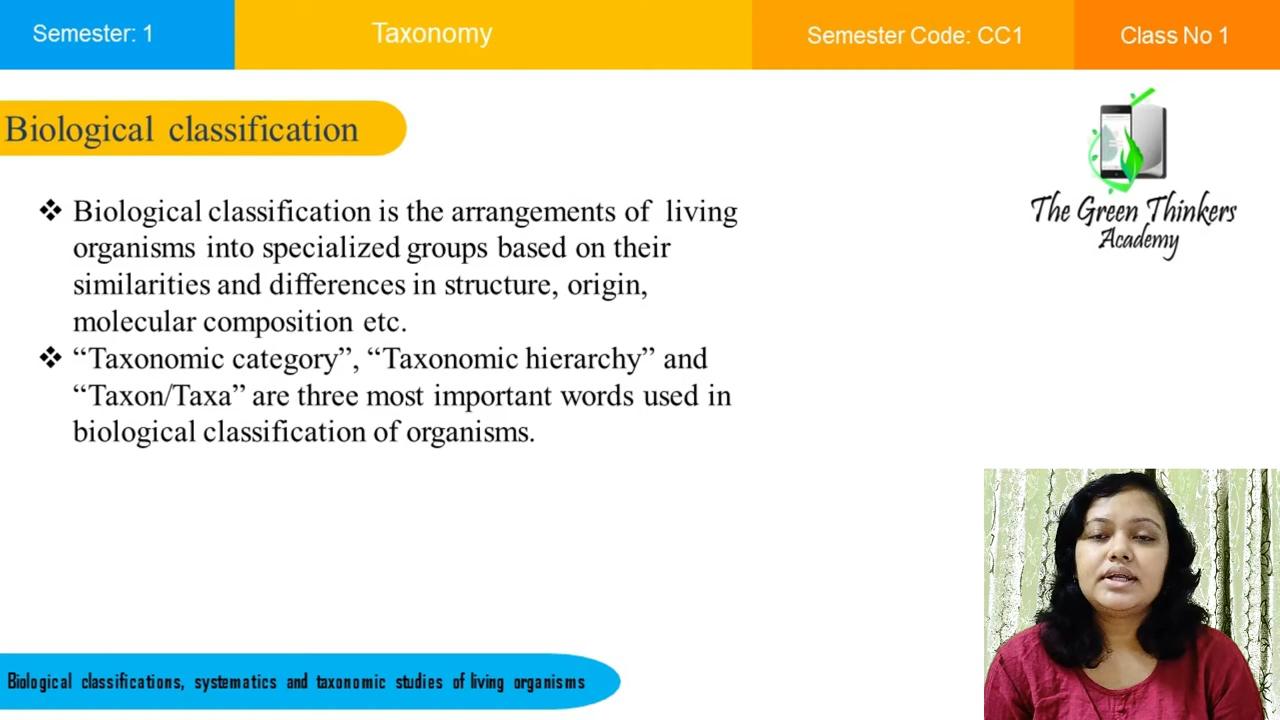 Semester: 1
Taxonomy
Semester Code: CC1
Class No 1
Biological classification
The Green Thinkers
Academy
❖ Biological classification is the arrangements of living
organisms into specialized groups based on their
similarities and differences in structure, origin,
molecular composition etc.
❖ “Taxonomic category”, “Taxonomic hierarchy” and
“Taxon/Taxa” are three most important words used in
biological classification of organisms.
Biological classifications, systematics and taxonomic studies of living organisms